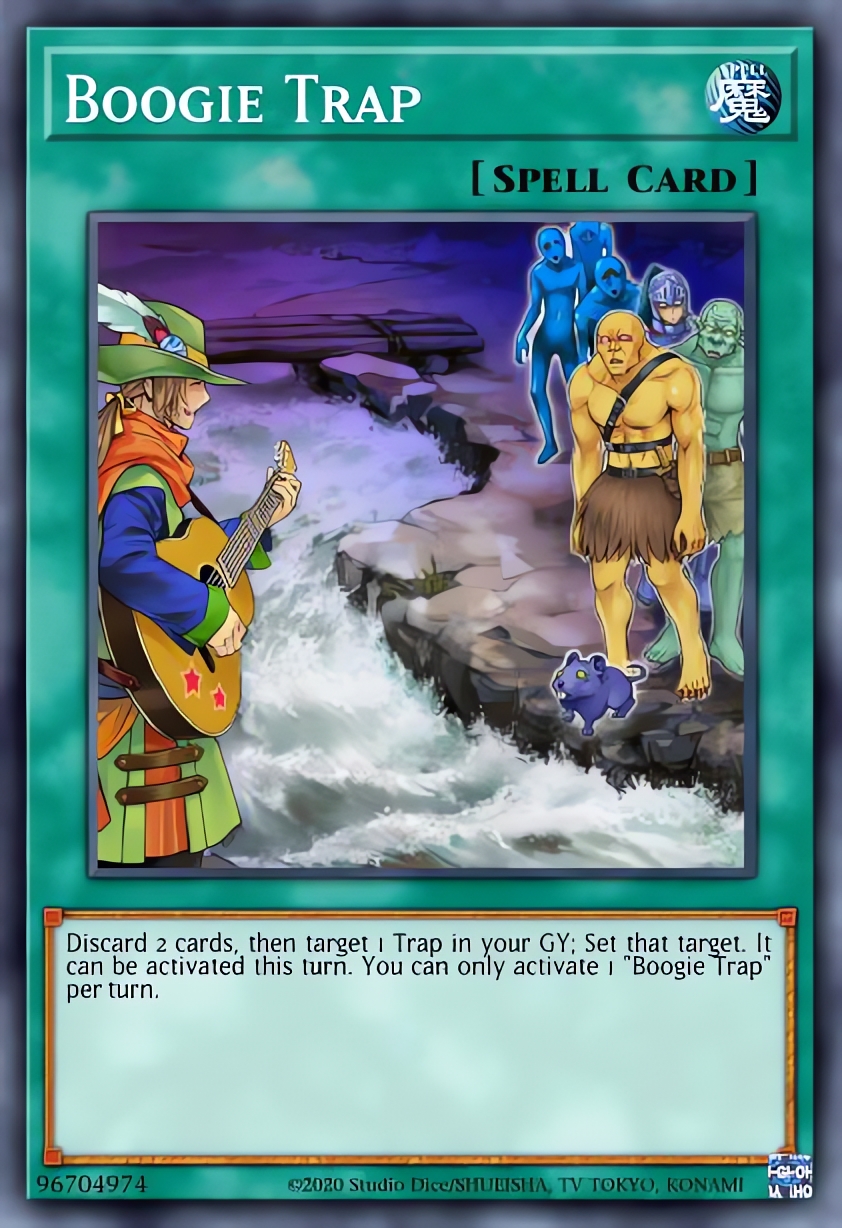 Boogie Trap
魔
[Spell Card]
Discard 2 cards, then target 1 Trap in your GY; Set that target. It
can be activated this turn. You can only activate 1 "Boogie Trap"
per turn.
96704974
©2020 Studio Dice/SHUEISHA, TV TOKYO, KONAMI